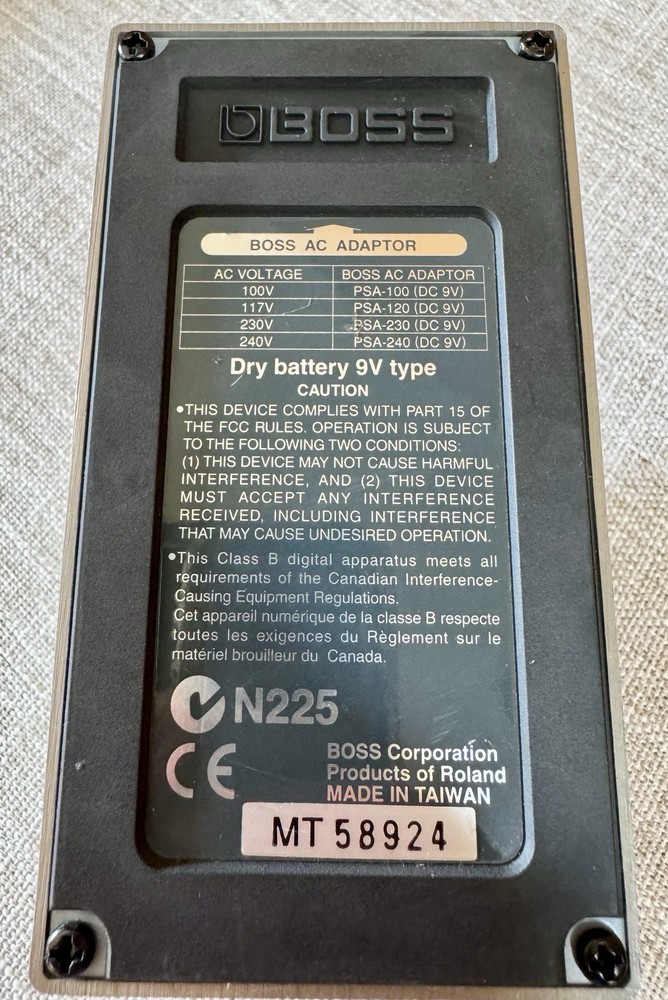 BOSS
BOSS AC ADAPTOR
AC VOLTAGE BOSS AC ADAPTOR
100V PSA-100 (DC 9V)
117V PSA-120 (DC 9V)
230V PSA-230 (DC 9V)
240V PSA-240 (DC 9V)
Dry battery 9V type
CAUTION
•THIS DEVICE COMPLIES WITH PART 15 OF
THE FCC RULES. OPERATION IS SUBJECT
TO THE FOLLOWING TWO CONDITIONS:
(1) THIS DEVICE MAY NOT CAUSE HARMFUL
INTERFERENCE, AND (2) THIS DEVICE
MUST ACCEPT ANY INTERFERENCE
RECEIVED, INCLUDING INTERFERENCE
THAT MAY CAUSE UNDESIRED OPERATION.
•This Class B digital apparatus meets all
requirements of the Canadian Interference-
Causing Equipment Regulations.
Cet appareil numérique de la classe B respecte
toutes les exigences du Règlement sur le
matériel brouilleur du Canada.
N225
CE
BOSS Corporation
Products of Roland
MADE IN TAIWAN
MT 58924